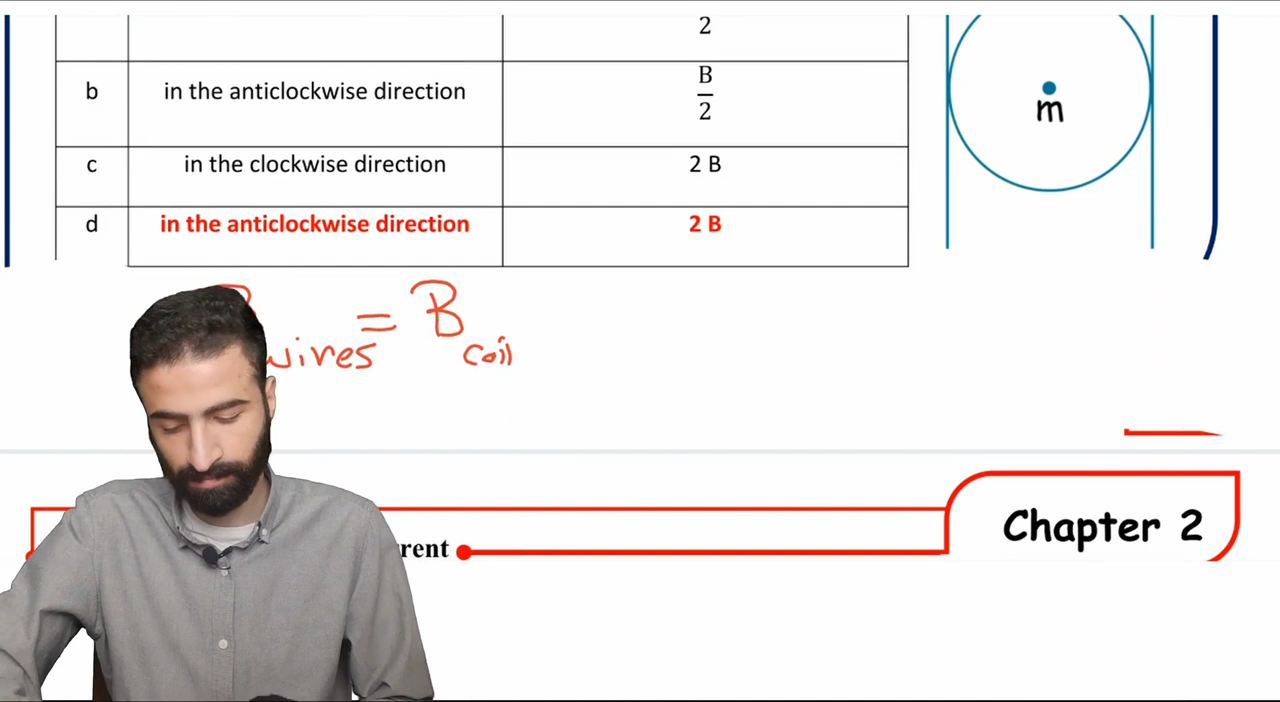 2
b in the anticlockwise direction B/2
c in the clockwise direction 2 B
d in the anticlockwise direction 2 B
m
wires = B coil
rent
Chapter 2